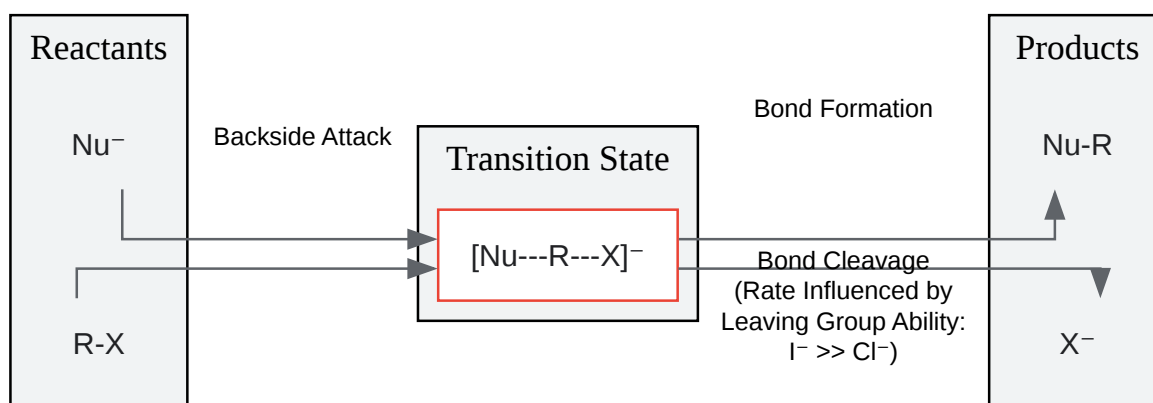 Reactants
Nu⁻
R-X
Backside Attack
Transition State
[Nu---R---X]⁻
Bond Formation
Bond Cleavage
(Rate Influenced by
Leaving Group Ability:
I⁻ >> Cl⁻)
Products
Nu-R
X⁻